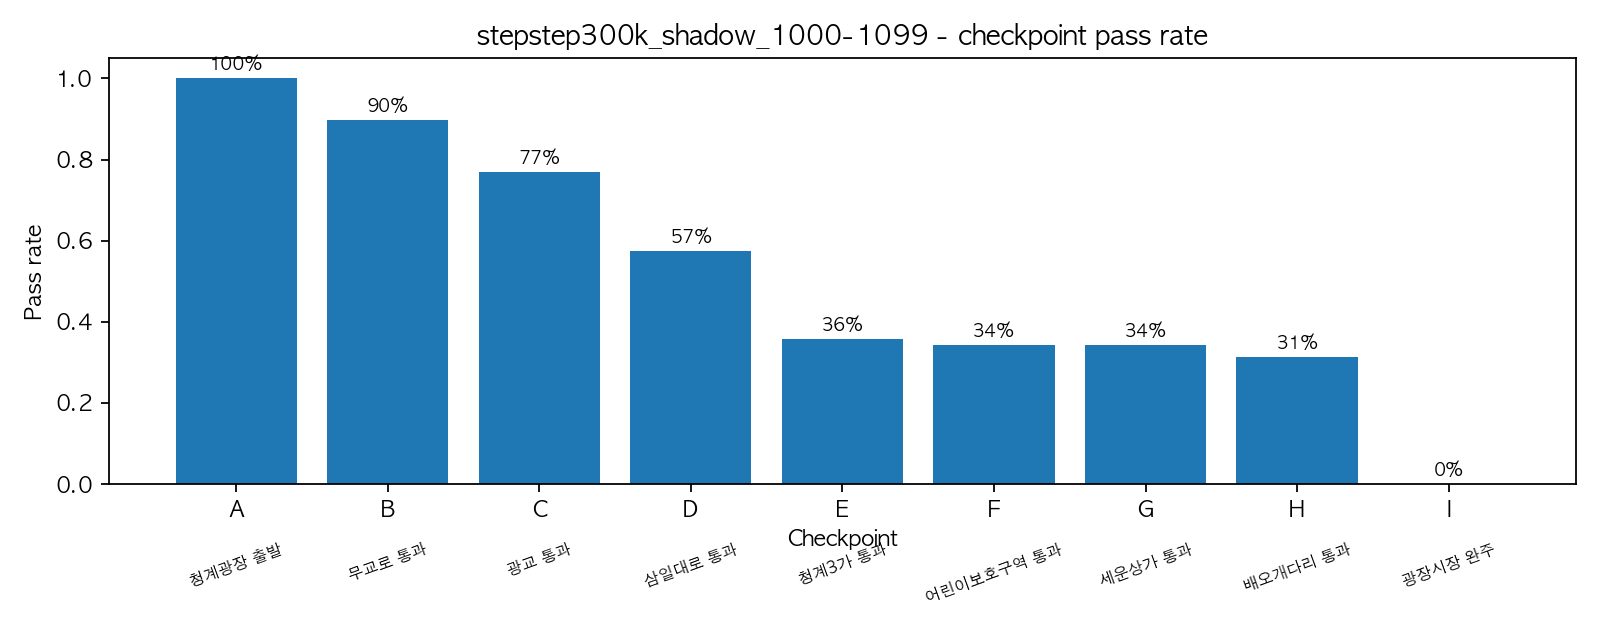 stepstep300k_shadow_1000-1099 - checkpoint pass rate
Pass rate
1.0
0.8
0.6
0.4
0.2
0.0
100%
90%
77%
57%
36%
34%
34%
31%
0%
A
B
C
D
E
F
G
H
I
Checkpoint
청계광장 출발
무교로 통과
광교 통과
삼일대로 통과
청계3가 통과
어린이보호구역 통과
세운상가 통과
배오개다리 통과
광장시장 완주